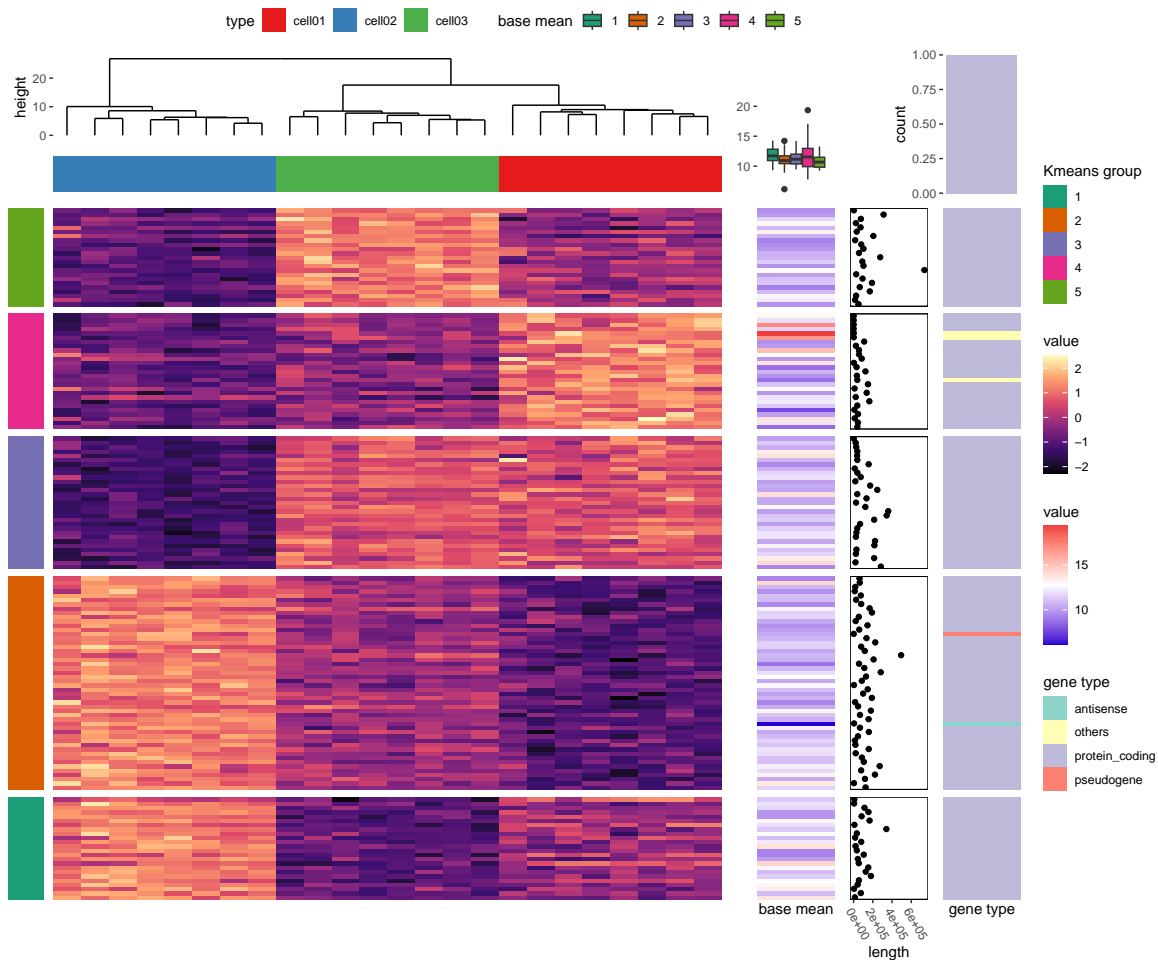 type cell01 cell02 cell03 base mean 1 2 3 4 5
height
20
10
0
20
15
10
count
1.00
0.75
0.50
0.25
0.00
Kmeans group
1
2
3
4
5
value
2
1
0
−1
−2
value
15
10
gene type
antisense
others
protein_coding
pseudogene
base mean
0e+00
2e+05
4e+05
6e+05
length
gene type